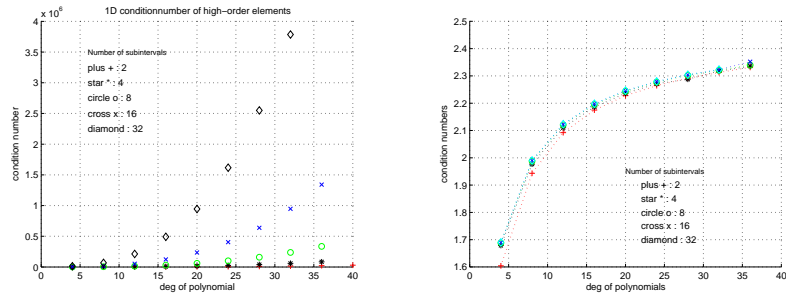 1D conditionnumber of high−order elements
x 10^6
4
3.5
3
2.5
2
1.5
1
0.5
0
condition number
Number of subintervals
plus + : 2
star * : 4
circle o : 8
cross x : 16
diamond : 32
0 5 10 15 20 25 30 35 40
deg of polynomial
2.5
2.4
2.3
2.2
2.1
2
1.9
1.8
1.7
1.6
condition numbers
Number of subintervals
plus + : 2
star * : 4
circle o : 8
cross x : 16
diamond : 32
0 5 10 15 20 25 30 35 40
deg of polynomials